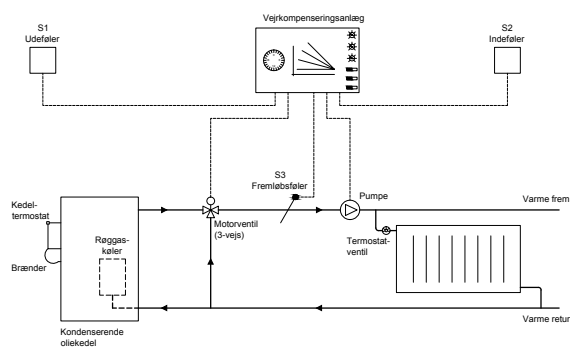 Vejrkompenseringsanlæg
S1
Udeføler
S2
Indeføler
S3
Fremløbsføler
Pumpe
Varme frem
Kedel-
termostat
Motorventil
(3-vejs)
Termostat-
ventil
Røggas-
køler
Brænder
Kondenserende
oliekedel
Varme retur